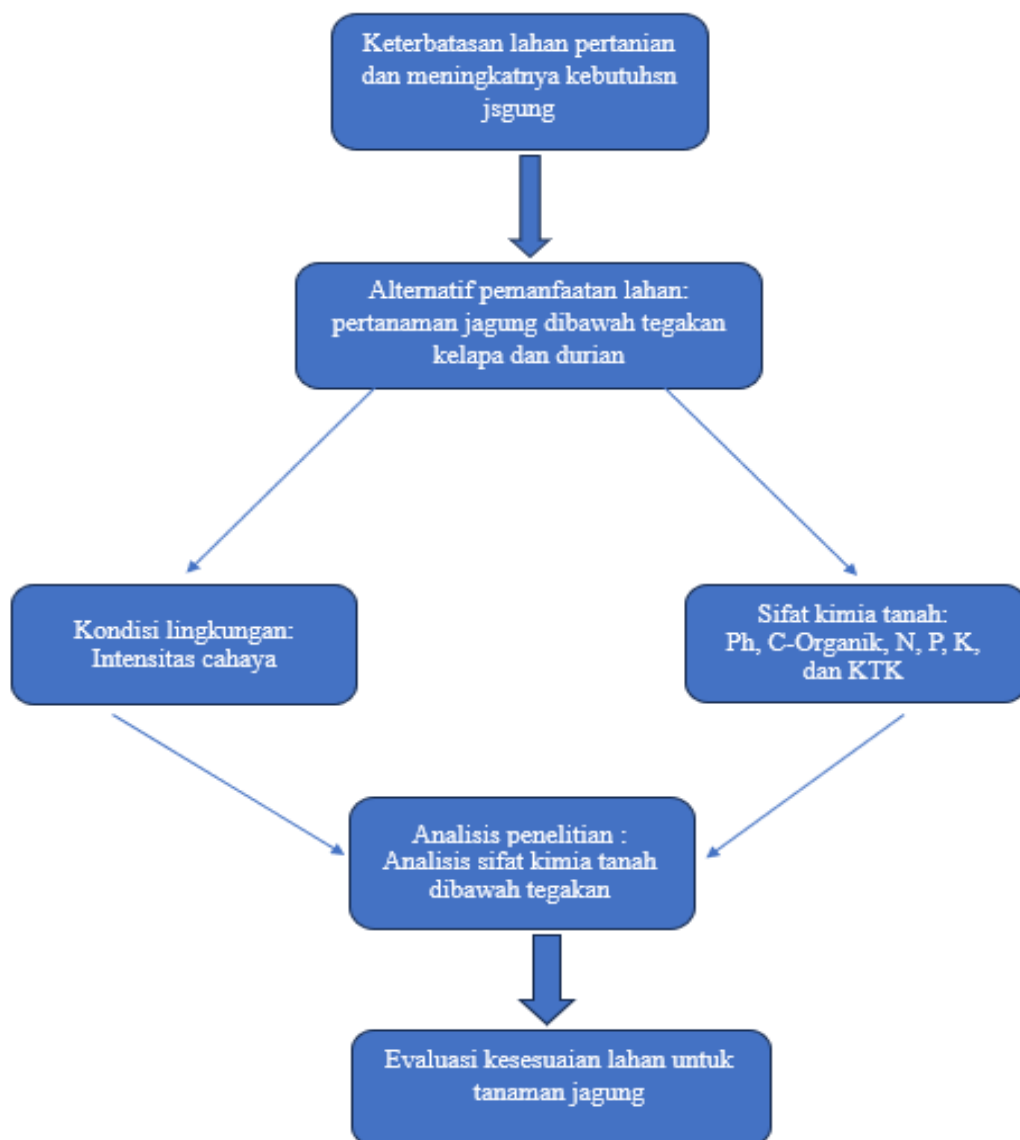 Keterbatasan lahan pertanian
dan meningkatnya kebutuhsn
jsgung
Alternatif pemanfaatan lahan:
pertanaman jagung dibawah tegakan
kelapa dan durian
Kondisi lingkungan:
Intensitas cahaya
Sifat kimia tanah:
Ph, C-Organik, N, P, K,
dan KTK
Analisis penelitian :
Analisis sifat kimia tanah
dibawah tegakan
Evaluasi kesesuaian lahan untuk
tanaman jagung